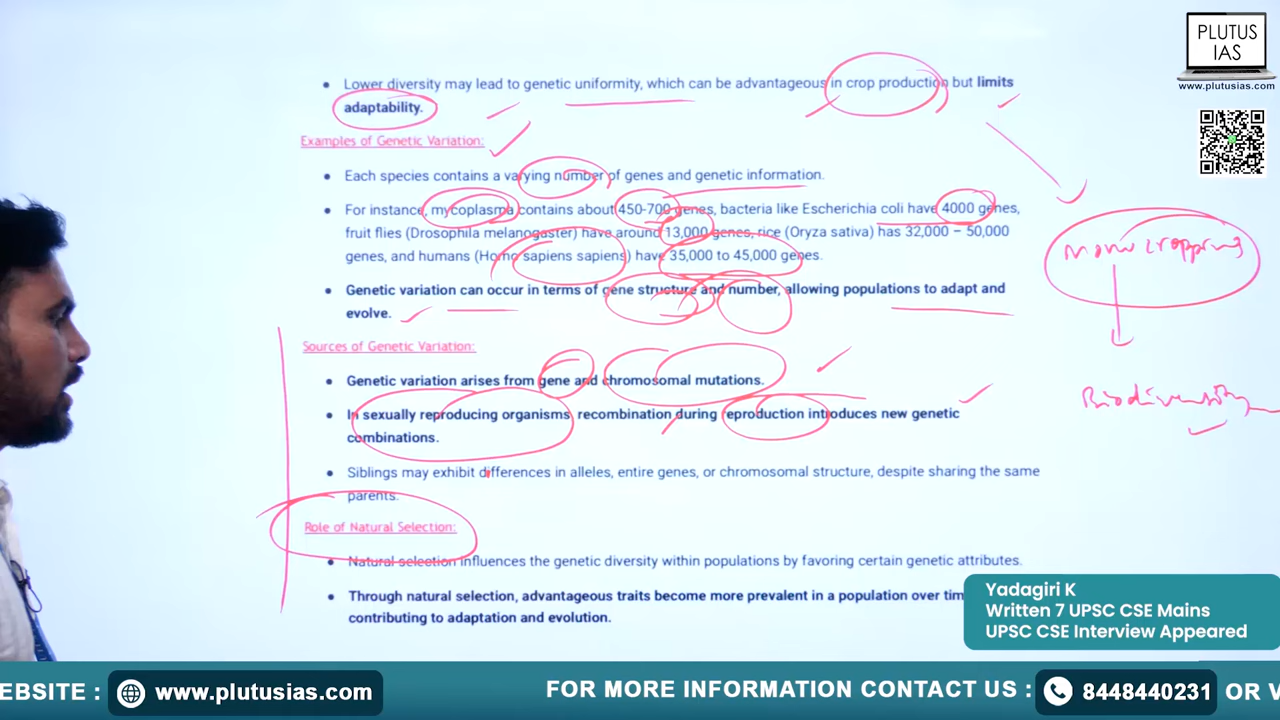 PLUTUS
IAS
www.plutusias.com
• Lower diversity may lead to genetic uniformity, which can be advantageous in crop production but limits
adaptability.
Examples of Genetic Variation:
• Each species contains a varying number of genes and genetic information.
• For instance, mycoplasma contains about 450-700 genes, bacteria like Escherichia coli have 4000 genes,
fruit flies (Drosophila melanogaster) have around 13,000 genes, rice (Oryza sativa) has 32,000 – 50,000
genes, and humans (Homo sapiens sapiens) have 35,000 to 45,000 genes.
Mono cropping
• Genetic variation can occur in terms of gene structure and number, allowing populations to adapt and
evolve.
Sources of Genetic Variation:
• Genetic variation arises from gene and chromosomal mutations.
Biodiversity
• In sexually reproducing organisms, recombination during reproduction introduces new genetic
combinations.
• Siblings may exhibit differences in alleles, entire genes, or chromosomal structure, despite sharing the same
parents.
Role of Natural Selection:
• Natural selection influences the genetic diversity within populations by favoring certain genetic attributes.
• Through natural selection, advantageous traits become more prevalent in a population over tim
contributing to adaptation and evolution.
Yadagiri K
Written 7 UPSC CSE Mains
UPSC CSE Interview Appeared
EBSITE : www.plutusias.com FOR MORE INFORMATION CONTACT US : 8448440231 OR V